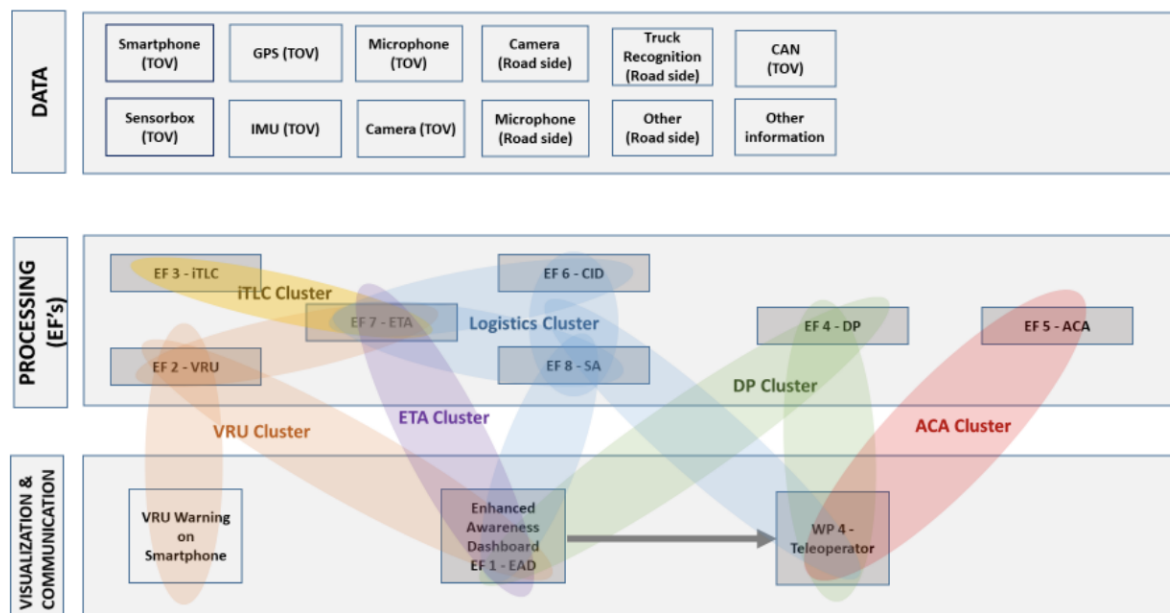 DATA
Smartphone
(TOV)
GPS (TOV)
Microphone
(TOV)
Camera
(Road side)
Truck
Recognition
(Road side)
CAN
(TOV)
Sensorbox
(TOV)
IMU (TOV)
Camera (TOV)
Microphone
(Road side)
Other
(Road side)
Other
information
PROCESSING
(EF's)
EF 3 - iTLC
iTLC Cluster
EF 7 - ETA
EF 2 - VRU
EF 6 - CID
Logistics Cluster
EF 8 - SA
EF 4 - DP
EF 5 - ACA
VRU Cluster
ETA Cluster
DP Cluster
ACA Cluster
VISUALIZATION &
COMMUNICATION
VRU Warning
on
Smartphone
Enhanced
Awareness
Dashboard
EF 1 - EAD
WP 4 -
Teleoperator